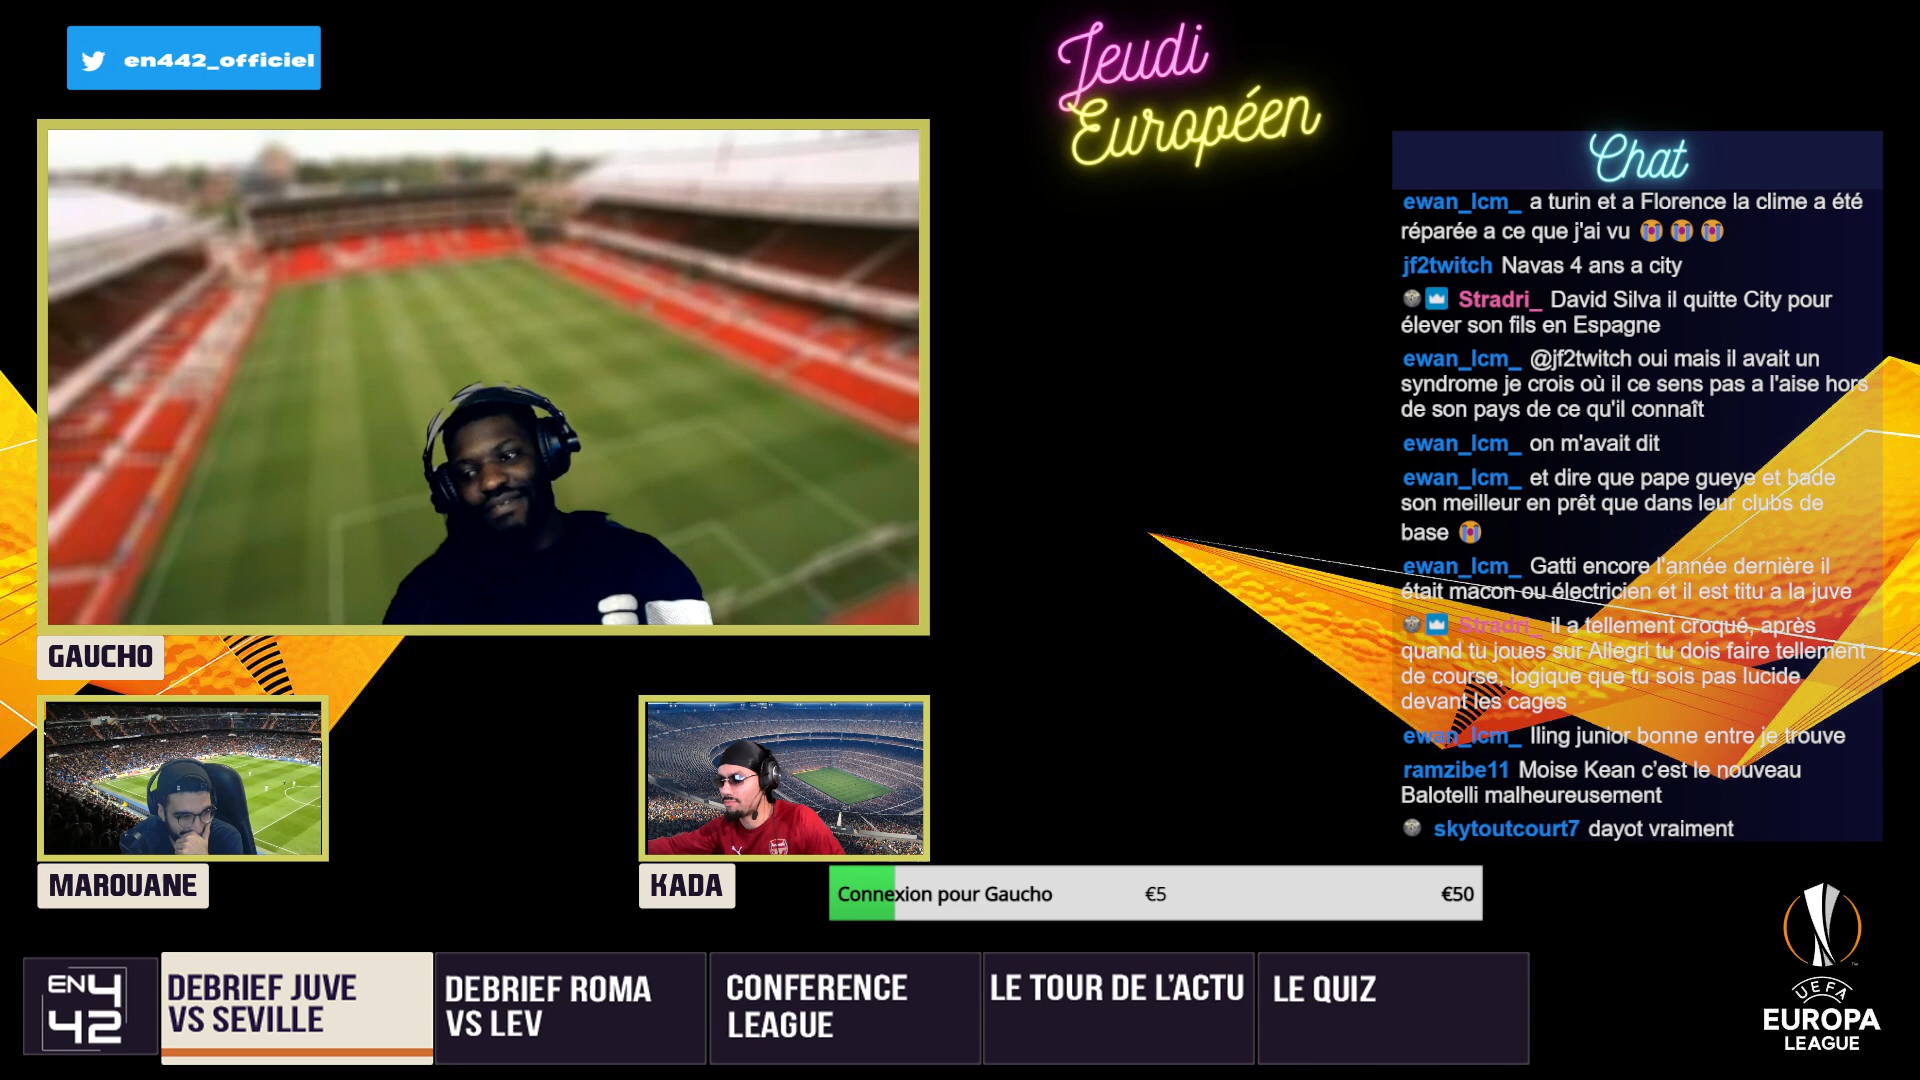 en442_officiel
Jeudi
Européen
Chat
ewan_lcm_ a turin et a Florence la clime a été
réparée a ce que j'ai vu 😭 😭 😭
jf2twitch Navas 4 ans a city
Stradri_ David Silva il quitte City pour
élever son fils en Espagne
ewan_lcm_ @jf2twitch oui mais il avait un
syndrome je crois où il ce sens pas a l'aise hors
de son pays de ce qu'il connaît
ewan_lcm_ on m'avait dit
ewan_lcm_ et dire que pape gueye et bade
son meilleur en prêt que dans leur clubs de
base 😭
ewan_lcm_ Gatti encore l'année dernière il
était macon ou électricien et il est titu a la juve
Stradri_ il a tellement croqué, après
quand tu joues sur Allegri tu dois faire tellement
de course, logique que tu sois pas lucide
devant les cages
ewan_lcm_ Iling junior bonne entre je trouve
ramzibe11 Moise Kean c’est le nouveau
Balotelli malheureusement
skytoutcourt7 dayot vraiment
GAUCHO
MAROUANE
KADA
Connexion pour Gaucho €5 €50
EN442
DEBRIEF JUVE
VS SEVILLE
DEBRIEF ROMA
VS LEV
CONFERENCE
LEAGUE
LE TOUR DE L'ACTU
LE QUIZ
UEFA
EUROPA
LEAGUE